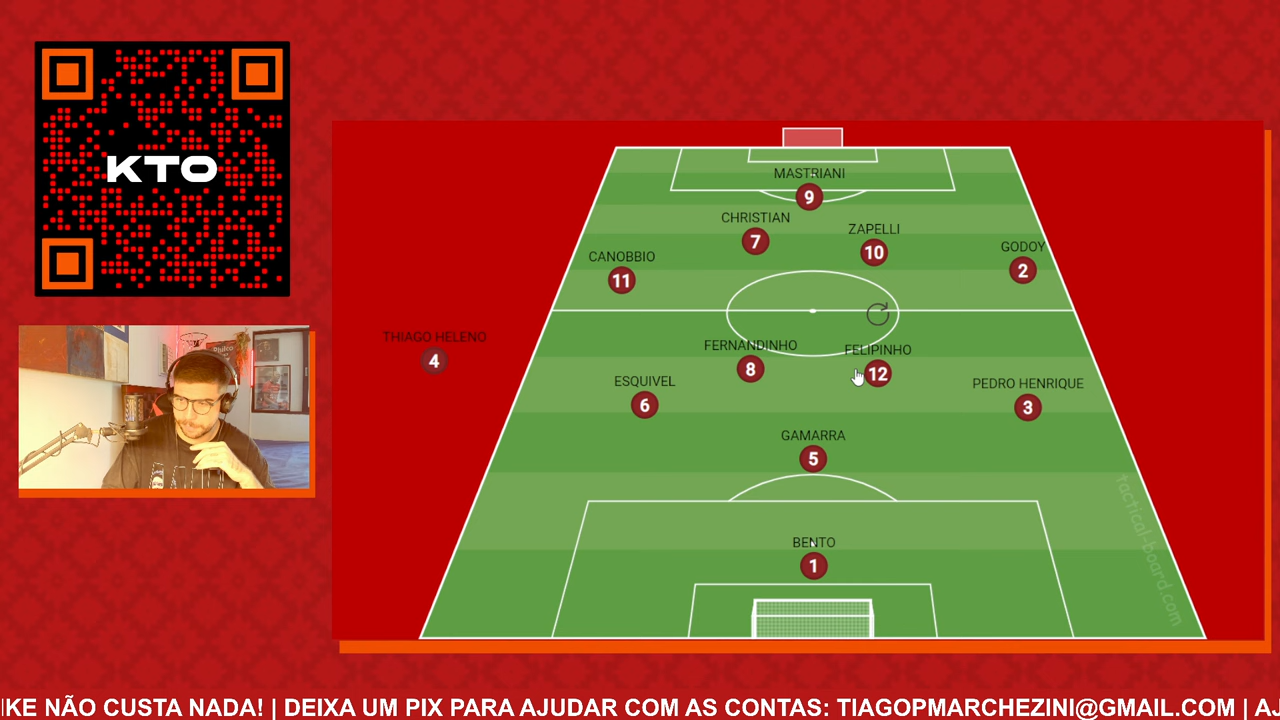 KTO
MASTRIANI
9
CHRISTIAN
7
ZAPELLI
10
GODOY
2
CANOBBIO
11
THIAGO HELENO
4
FERNANDINHO
8
FELIPINHO
12
ESQUIVEL
6
PEDRO HENRIQUE
3
GAMARRA
5
BENTO
1
tactical-board.com
IKE NÃO CUSTA NADA! | DEIXA UM PIX PARA AJUDAR COM AS CONTAS: TIAGOPMARCHEZINI@GMAIL.COM | AJ